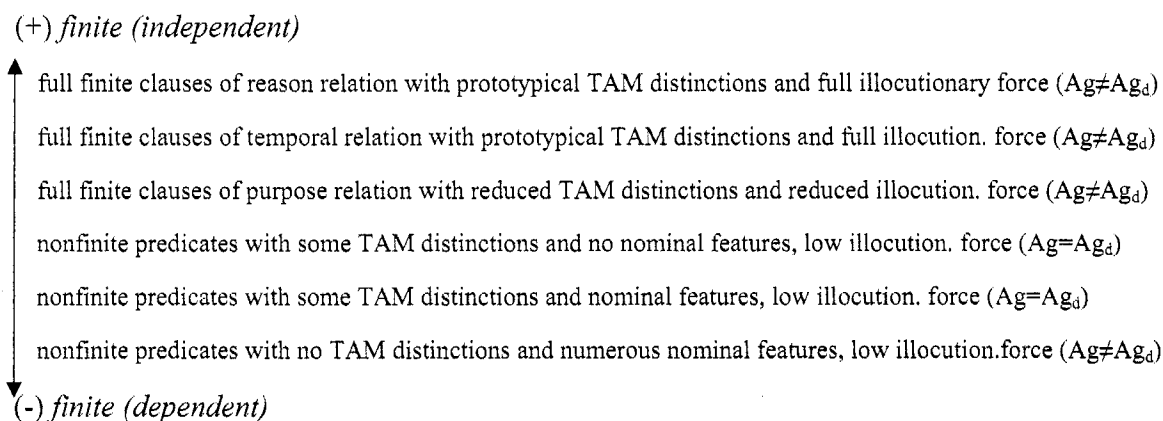 (+) finite (independent)
full finite clauses of reason relation with prototypical TAM distinctions and full illocutionary force (Ag≠Agd)
full finite clauses of temporal relation with prototypical TAM distinctions and full illocution. force (Ag≠Agd)
full finite clauses of purpose relation with reduced TAM distinctions and reduced illocution. force (Ag≠Agd)
nonfinite predicates with some TAM distinctions and no nominal features, low illocution. force (Ag=Agd)
nonfinite predicates with some TAM distinctions and nominal features, low illocution. force (Ag=Agd)
nonfinite predicates with no TAM distinctions and numerous nominal features, low illocution.force (Ag≠Agd)
(-) finite (dependent)